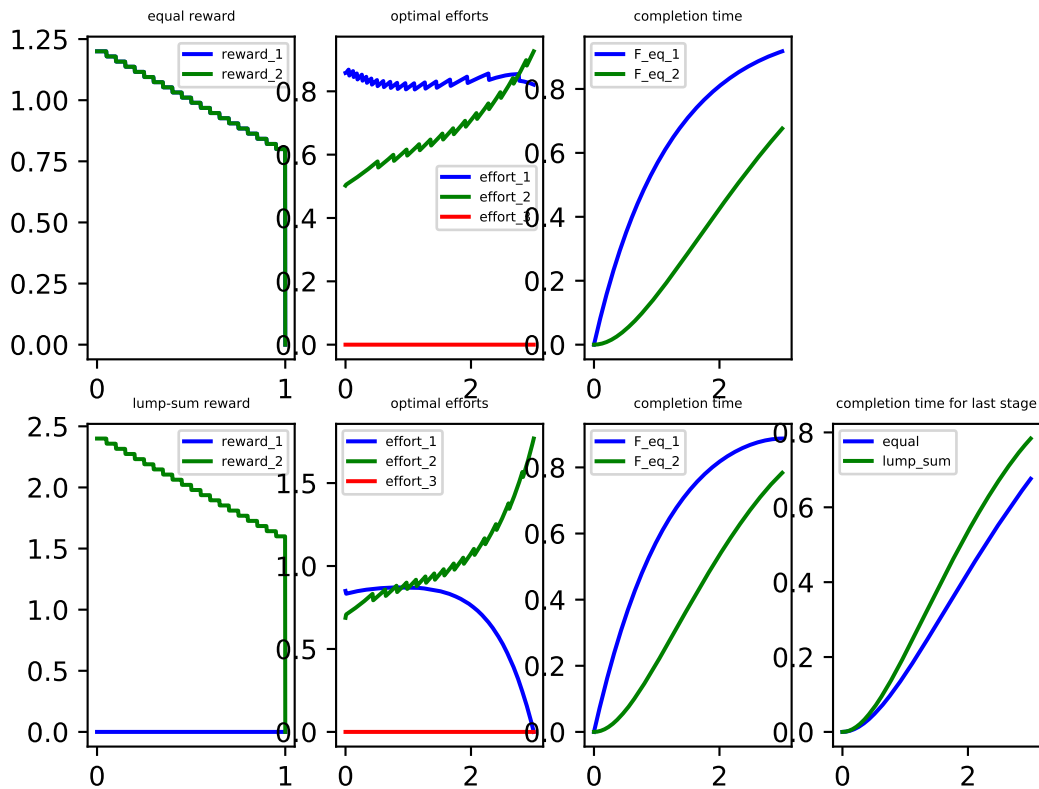 equal reward
1.25
1.00
0.75
0.50
0.25
0.00
reward_1
reward_2
0
1
optimal efforts
0.8
0.6
0.4
0.2
0.0
effort_1
effort_2
effort_3
0
2
completion time
0.8
0.6
0.4
0.2
0.0
F_eq_1
F_eq_2
0
2
lump-sum reward
2.5
2.0
1.5
1.0
0.5
0.0
reward_1
reward_2
0
1
optimal efforts
1.5
1.0
0.5
0.0
effort_1
effort_2
effort_3
0
2
completion time
0.8
0.6
0.4
0.2
0.0
F_eq_1
F_eq_2
0
2
completion time for last stage
0.8
0.6
0.4
0.2
0.0
equal
lump_sum
0
2